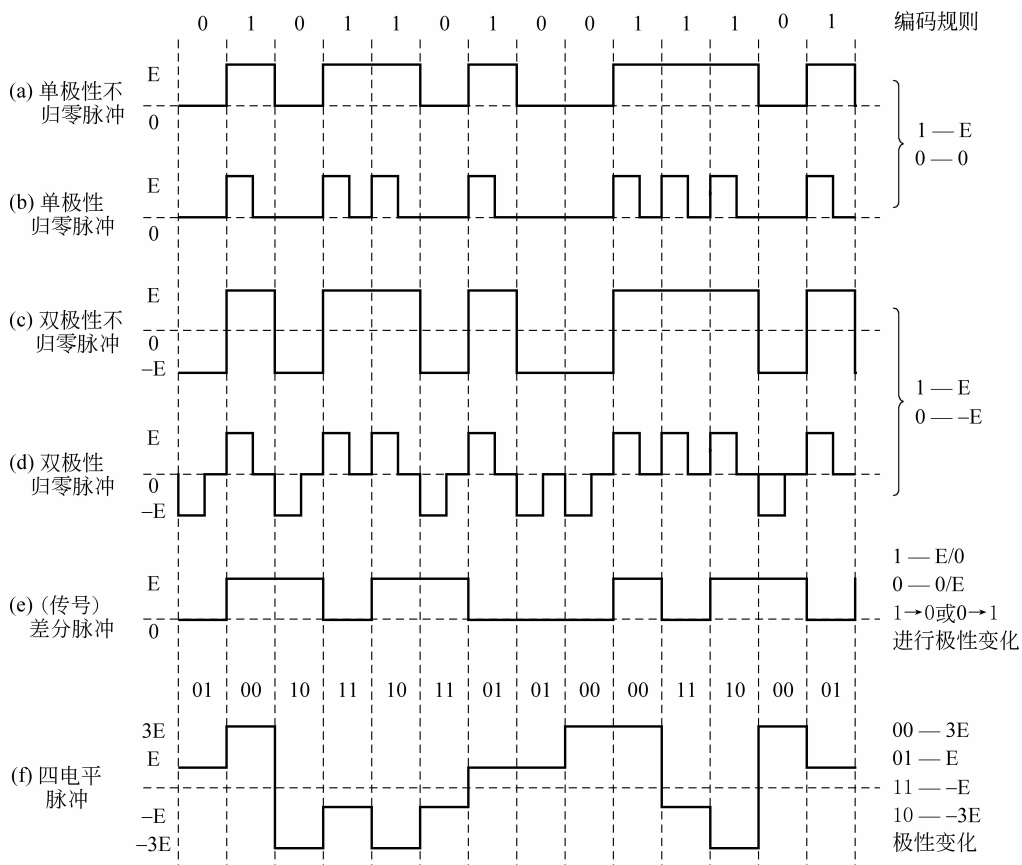 0 1 0 1 1 0 1 0 0 1 1 1 0 1 编码规则
(a) 单极性不
归零脉冲
E
0
1 — E
0 — 0
(b) 单极性
归零脉冲
E
0
(c) 双极性不
归零脉冲
E
0
–E
1 — E
0 — –E
(d) 双极性
归零脉冲
E
0
–E
(e) (传号)
差分脉冲
E
0
1 — E/0
0 — 0/E
1→0或0→1
进行极性变化
01 00 10 11 10 11 01 01 00 00 11 10 00 01
(f) 四电平
脉冲
3E
E
–E
–3E
00 — 3E
01 — E
11 — –E
10 — –3E
极性变化